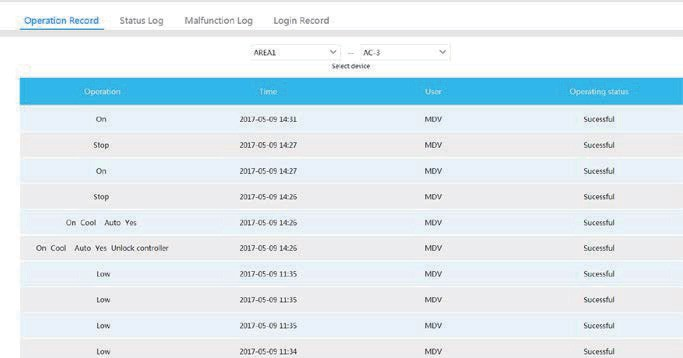 Operation Record Status Log Malfunction Log Login Record
AREA1 — AC-3
Select device
Operation Time User Operating status
On 2017-05-09 14:31 MDV Sucessful
Stop 2017-05-09 14:27 MDV Sucessful
On 2017-05-09 14:27 MDV Sucessful
Stop 2017-05-09 14:26 MDV Sucessful
On Cool Auto Yes 2017-05-09 14:26 MDV Sucessful
On Cool Auto Yes Unlock controller 2017-05-09 14:26 MDV Sucessful
Low 2017-05-09 11:35 MDV Sucessful
Low 2017-05-09 11:35 MDV Sucessful
Low 2017-05-09 11:35 MDV Sucessful
Low 2017-05-09 11:34 MDV Sucessful